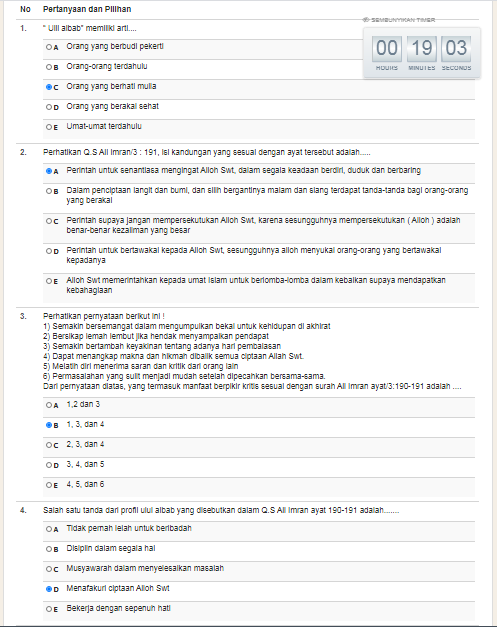 No Pertanyaan dan Pilihan
SEMBUNYIKAN TIMER
00 19 03
HOURS MINUTES SECONDS
1. " Ulil albab" memiliki arti....
A Orang yang berbudi pekerti
B Orang-orang terdahulu
C Orang yang berhati mulia
D Orang yang berakal sehat
E Umat-umat terdahulu
2. Perhatikan Q.S Ali Imran/3 : 191, isi kandungan yang sesuai dengan ayat tersebut adalah.....
A Perintah untuk senantiasa mengingat Alloh Swt, dalam segala keadaan berdiri, duduk dan berbaring
B Dalam penciptaan langit dan bumi, dan silih bergantinya malam dan siang terdapat tanda-tanda bagi orang-orang
yang berakal
C Perintah supaya jangan mempersekutukan Alloh Swt, karena sesungguhnya mempersekutukan ( Alloh ) adalah
benar-benar kezaliman yang besar
D Perintah untuk bertawakal kepada Alloh Swt, sesungguhnya alloh menyukai orang-orang yang bertawakal
kepadanya
E Alloh Swt memerintahkan kepada umat islam untuk berlomba-lomba dalam kebaikan supaya mendapatkan
kebahagiaan
3. Perhatikan pernyataan berikut ini !
1) Semakin bersemangat dalam mengumpulkan bekal untuk kehidupan di akhirat
2) Bersikap lemah lembut jika hendak menyampaikan pendapat
3) Semakin bertambah keyakinan tentang adanya hari pembalasan
4) Dapat menangkap makna dan hikmah dibalik semua ciptaan Allah Swt.
5) Melatih diri menerima saran dan kritik dari orang lain
6) Permasalahan yang sulit menjadi mudah setelah dipecahkan bersama-sama.
Dari pernyataan diatas, yang termasuk manfaat berpikir kritis sesuai dengan surah Ali Imran ayat/3:190-191 adalah ....
A 1,2 dan 3
B 1, 3, dan 4
C 2, 3, dan 4
D 3, 4, dan 5
E 4, 5, dan 6
4. Salah satu tanda dari profil ulul albab yang disebutkan dalam Q.S Ali Imran ayat 190-191 adalah.......
A Tidak pernah lelah untuk beribadah
B Disiplin dalam segala hal
C Musyawarah dalam menyelesaikan masalah
D Menafakuri ciptaan Alloh Swt
E Bekerja dengan sepenuh hati